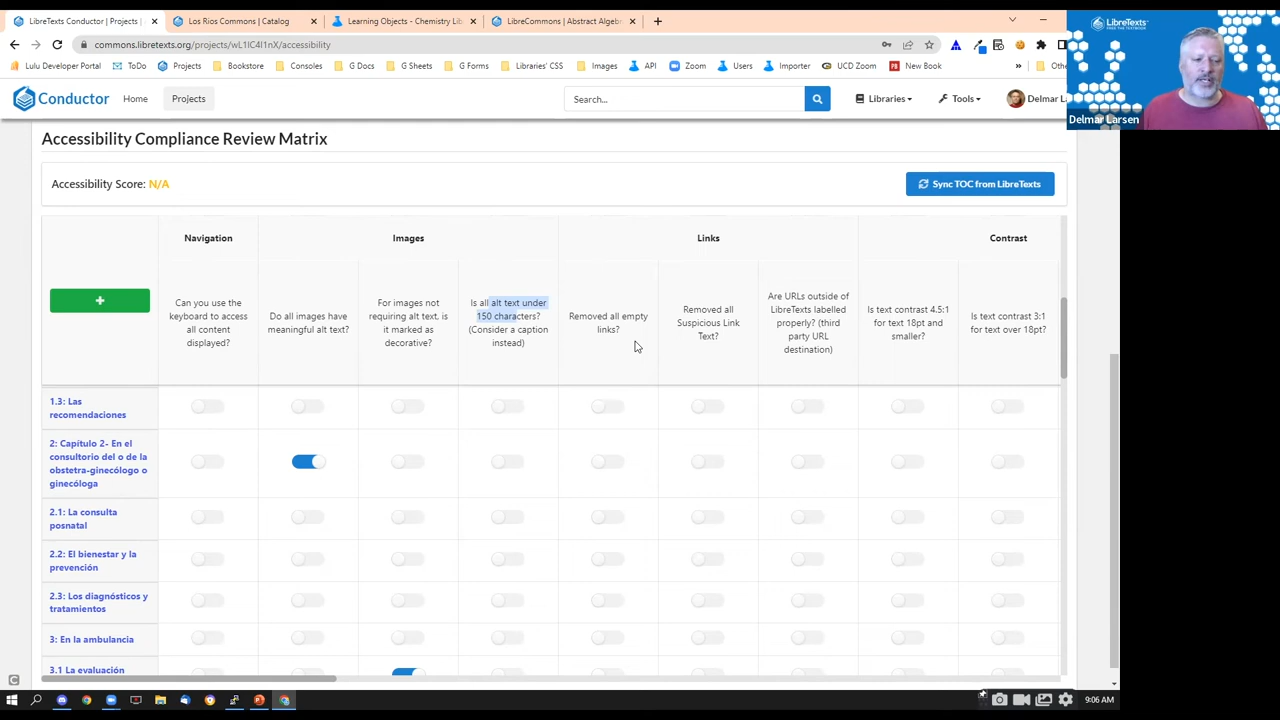 LibreTexts Conductor | Projects |
Los Rios Commons | Catalog
Learning Objects - Chemistry Lib
LibreCommons | Abstract Algeb
commons.libretexts.org/projects/wL1IC4I1nX/accessibility
Lulu Developer Portal
ToDo
Projects
Bookstore
Consoles
G Docs
G Sheets
G Forms
Libraries' CSS
Images
API
Zoom
Users
Importer
UCD Zoom
New Book
»
Othe
LibreTexts
FREE THE TEXTBOOK
Delmar Larsen
Conductor
Home
Projects
Search...
Libraries
Tools
Delmar La
Accessibility Compliance Review Matrix
Accessibility Score: N/A
Sync TOC from LibreTexts
Navigation
Images
Links
Contrast
Can you use the
keyboard to access
all content
displayed?
Do all images have
meaningful alt text?
For images not
requiring alt text, is
it marked as
decorative?
Is all alt text under
150 characters?
(Consider a caption
instead)
Removed all empty
links?
Removed all
Suspicious Link
Text?
Are URLs outside of
LibreTexts labelled
properly? (third
party URL
destination)
Is text contrast 4.5:1
for text 18pt and
smaller?
Is text contrast 3:1
for text over 18pt?
1.3: Las
recomendaciones
2: Capítulo 2- En el
consultorio del o de la
obstetra-ginecólogo o
ginecóloga
2.1: La consulta
posnatal
2.2: El bienestar y la
prevención
2.3: Los diagnósticos y
tratamientos
3: En la ambulancia
3.1 La evaluación
9:06 AM